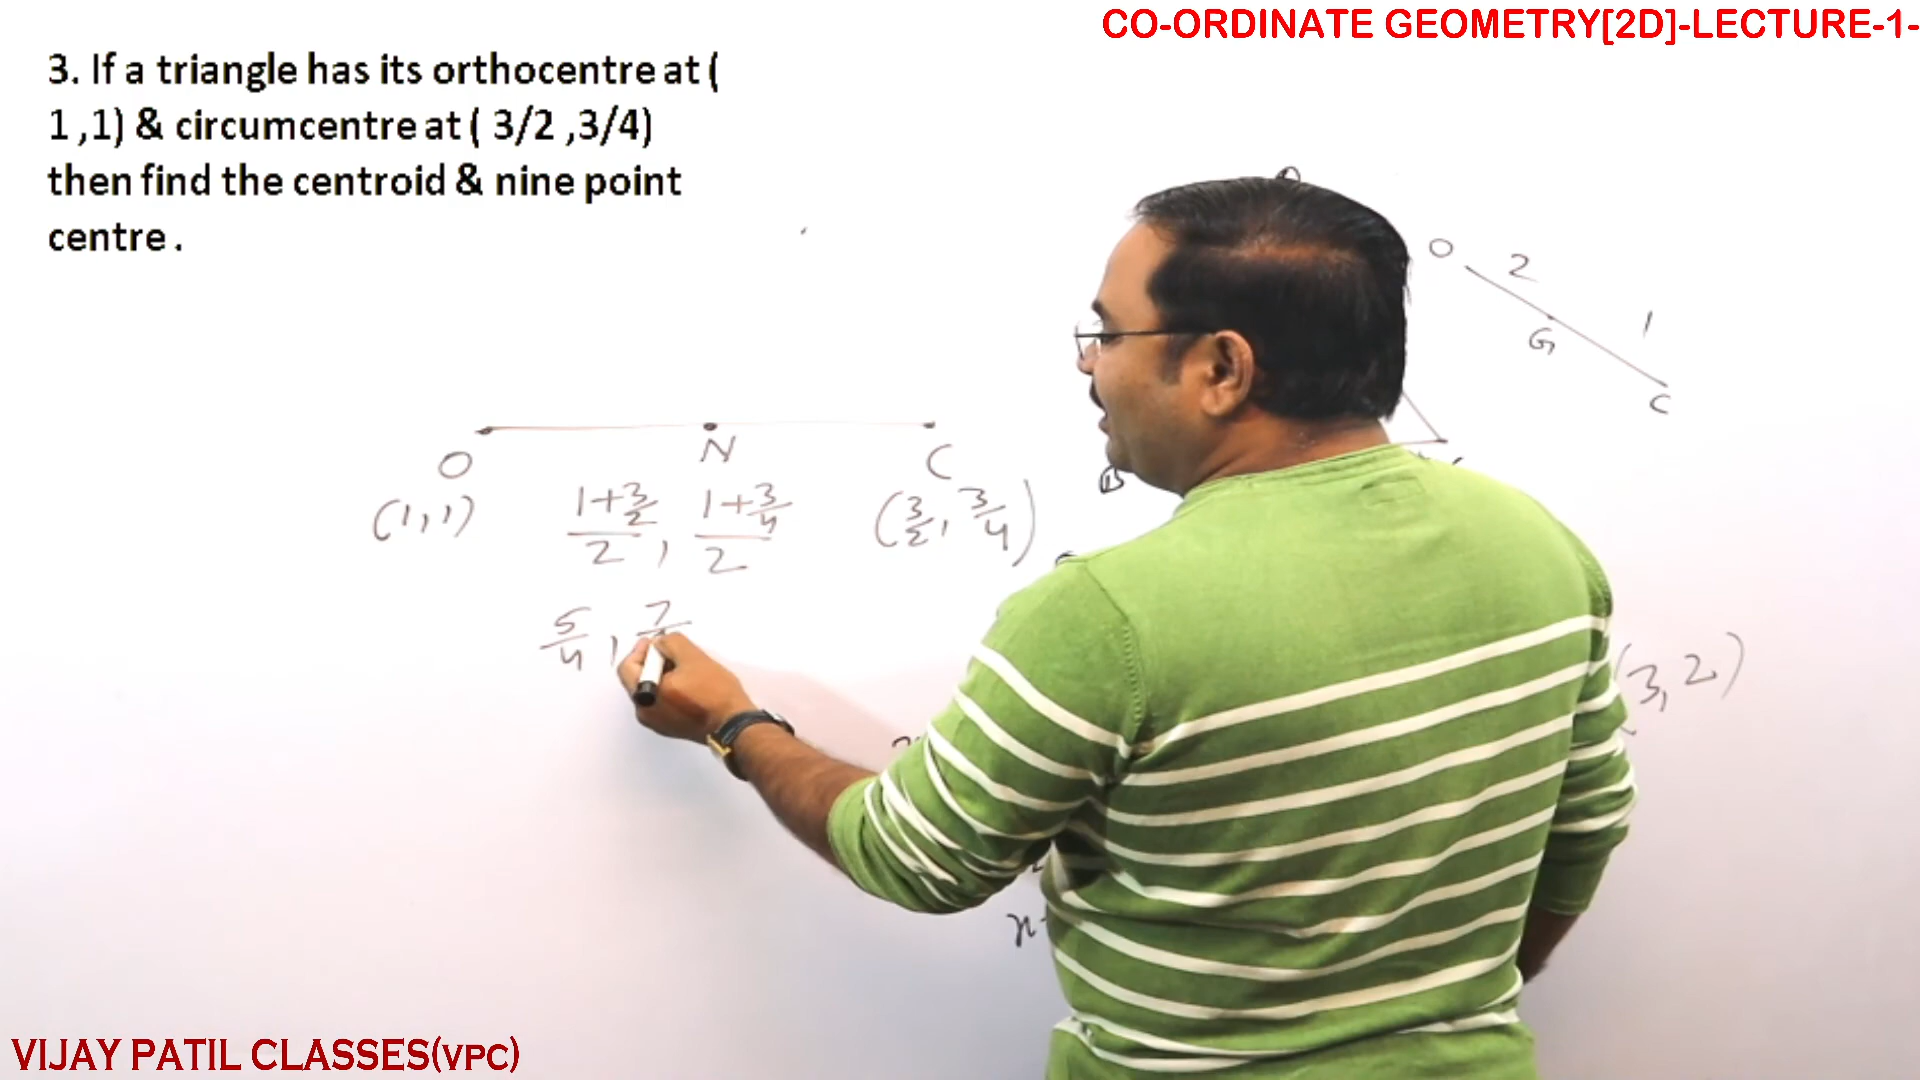 CO-ORDINATE GEOMETRY[2D]-LECTURE-1-
3. If a triangle has its orthocentre at (
1 ,1) & circumcentre at ( 3/2 ,3/4)
then find the centroid & nine point
centre .
O 2
G 1
C
O N C
(1,1) 1+3/2 / 2 , 1+3/4 / 2 (3/2, 3/4)
B
5/4 , 7
(3,2)
VIJAY PATIL CLASSES(VPC)